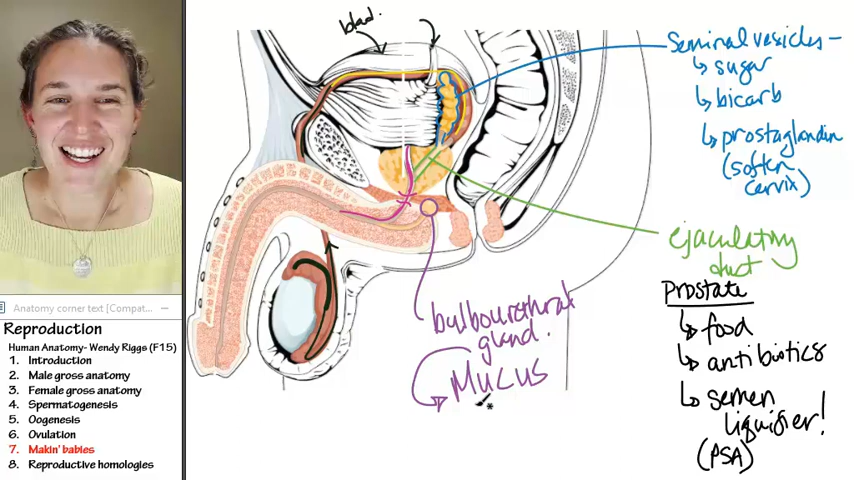 blad.
Seminal vesicles -
↳ sugar
↳ bicarb
↳ prostaglandin
(soften
cervix)
ejaculatory
duct
Prostate
↳ food
↳ antibiotics
↳ semen
liquifier!
(PSA)
bulbourethral
gland.
Mucus
Anatomy corner text [Compat...
Reproduction
Human Anatomy- Wendy Riggs (F15)
1. Introduction
2. Male gross anatomy
3. Female gross anatomy
4. Spermatogenesis
5. Oogenesis
6. Ovulation
7. Makin' babies
8. Reproductive homologies